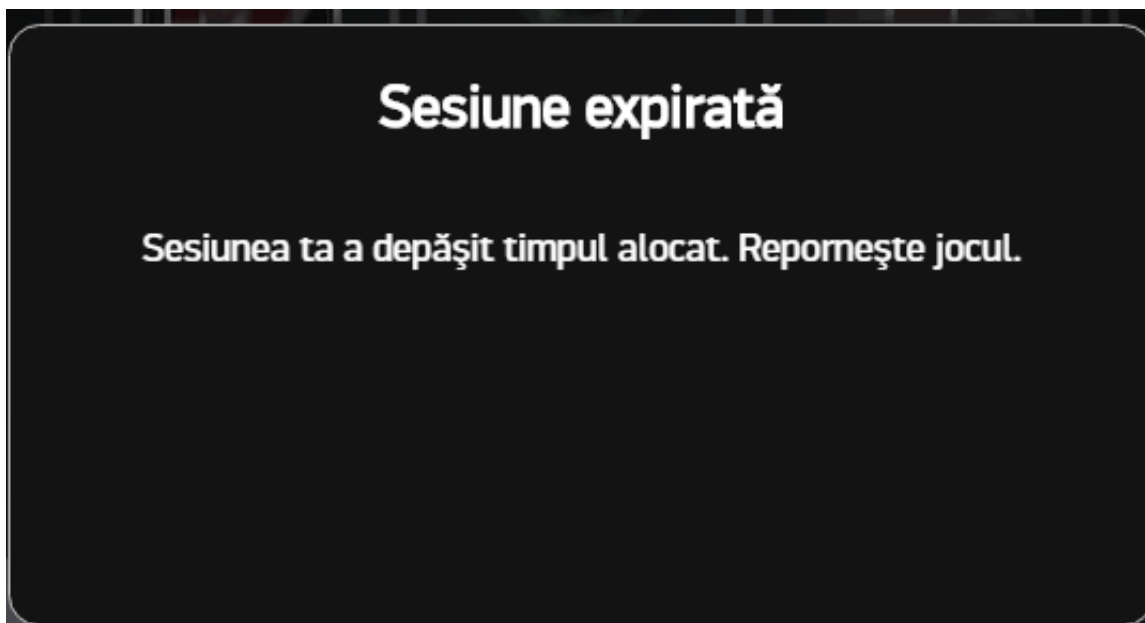 Sesiune expirată
Sesiunea ta a depăşit timpul alocat. Reporneşte jocul.